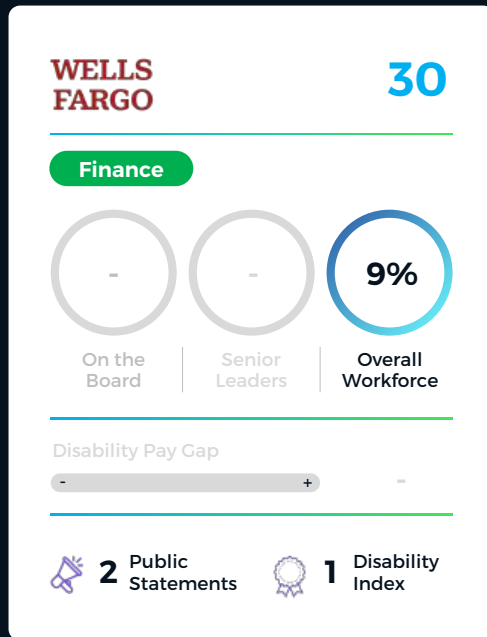 WELLS
FARGO
30
Finance
-
-
9%
On the
Board
Senior
Leaders
Overall
Workforce
Disability Pay Gap
- +
-
2 Public
Statements
1 Disability
Index